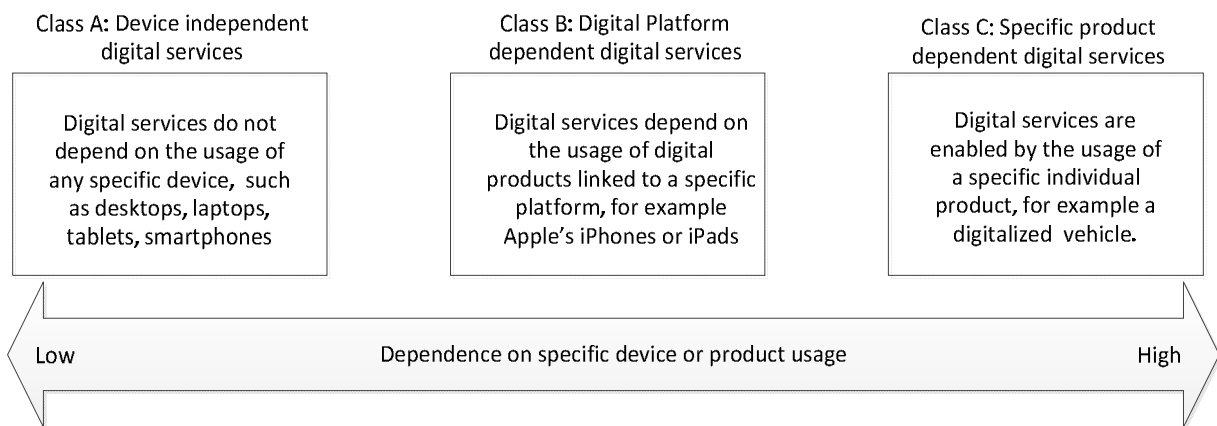 Class A: Device independent
digital services
Digital services do not
depend on the usage of
any specific device, such
as desktops, laptops,
tablets, smartphones
Class B: Digital Platform
dependent digital services
Digital services depend on
the usage of digital
products linked to a specific
platform, for example
Apple's iPhones or iPads
Class C: Specific product
dependent digital services
Digital services are
enabled by the usage of
a specific individual
product, for example a
digitalized vehicle.
Low
Dependence on specific device or product usage
High